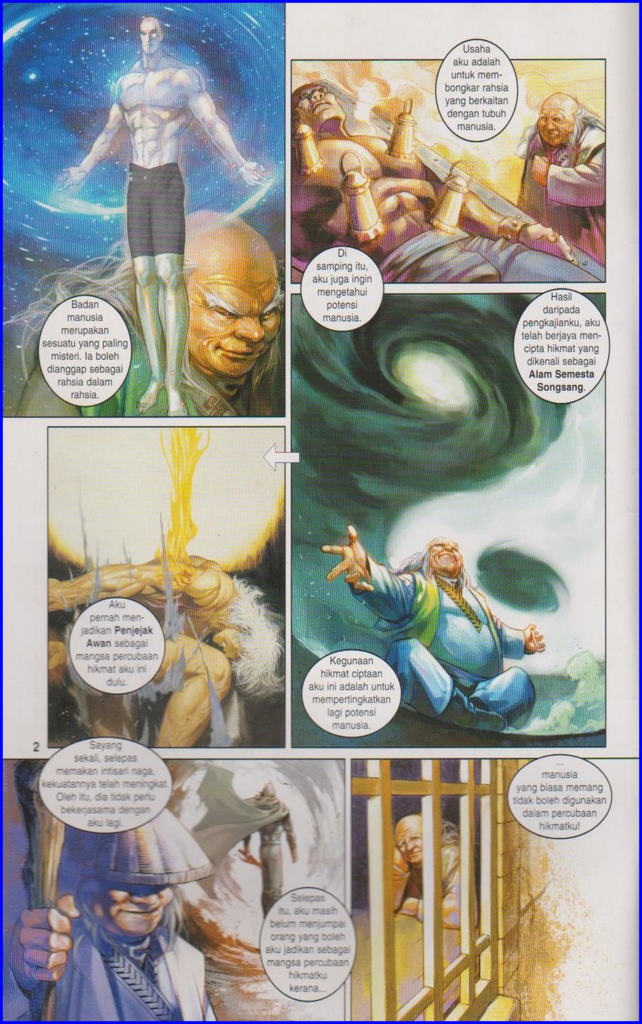 Badan
manusia
merupakan
sesuatu yang paling
misteri. Ia boleh
dianggap sebagai
rahsia dalam
rahsia.
Usaha
aku adalah
untuk mem-
bongkar rahsia
yang berkaitan
dengan tubuh
manusia.
Di
samping itu,
aku juga ingin
mengetahui
potensi
manusia.
Hasil
daripada
pengkajianku, aku
telah berjaya men-
cipta hikmat yang
dikenali sebagai
Alam Semesta
Songsang.
Kegunaan
hikmat ciptaan
aku ini adalah untuk
mempertingkatkan
lagi potensi
manusia.
Aku
pernah men-
jadikan Penjejak
Awan sebagai
mangsa percubaan
hikmat aku ini
dulu.
2
Sayang
sekali, selepas
memakan intisari naga,
kekuatannya telah meningkat.
Oleh itu, dia tidak perlu
bekerjasama dengan
aku lagi.
Selepas
itu, aku masih
belum menjumpai
orang yang boleh
aku jadikan sebagai
mangsa percubaan
hikmatku
kerana...
...
manusia
yang biasa memang
tidak boleh digunakan
dalam percubaan
hikmatku!